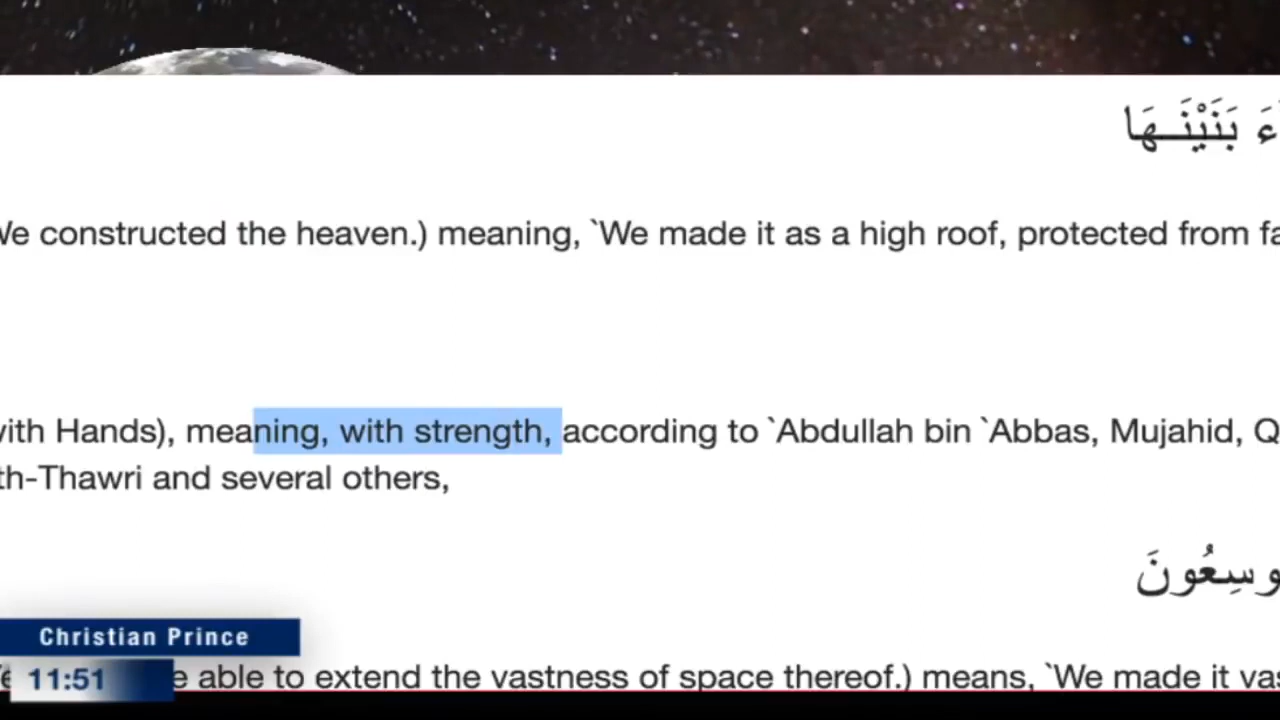 بَنَيْنَـهَا
We constructed the heaven.) meaning, `We made it as a high roof, protected from
with Hands), meaning, with strength, according to `Abdullah bin `Abbas, Mujahid,
th-Thawri and several others,
وسِعُونَ
Christian Prince
11:51
able to extend the vastness of space thereof.) means, `We made it